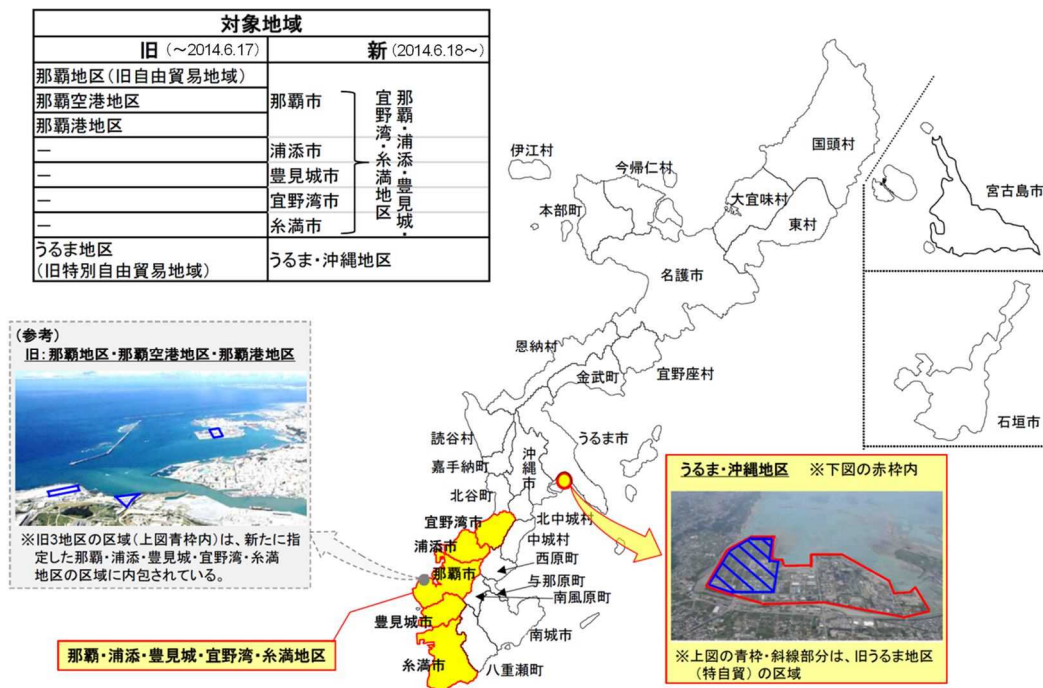 対象地域
旧（～2014.6.17）
新（2014.6.18～）
那覇地区（旧自由貿易地域）
那覇空港地区
那覇港地区
那覇市
－
浦添市
－
豊見城市
－
宜野湾市
－
糸満市
那覇・浦添・豊見城・
宜野湾・糸満地区
うるま地区
（旧特別自由貿易地域）
うるま・沖縄地区
伊江村
今帰仁村
本部町
国頭村
大宜味村
東村
名護市
宮古島市
石垣市
恩納村
金武町
宜野座村
読谷村
嘉手納町
北谷町
沖縄市
うるま市
宜野湾市
浦添市
那覇市
豊見城市
糸満市
北中城村
中城村
西原町
与那原町
南風原町
南城市
八重瀬町
（参考）
旧：那覇地区・那覇空港地区・那覇港地区
※旧3地区の区域（上図青枠内）は、新たに指
定した那覇・浦添・豊見城・宜野湾・糸満
地区の区域に内包されている。
那覇・浦添・豊見城・宜野湾・糸満地区
うるま・沖縄地区　※下図の赤枠内
※上図の青枠・斜線部分は、旧うるま地区
（特自貿）の区域